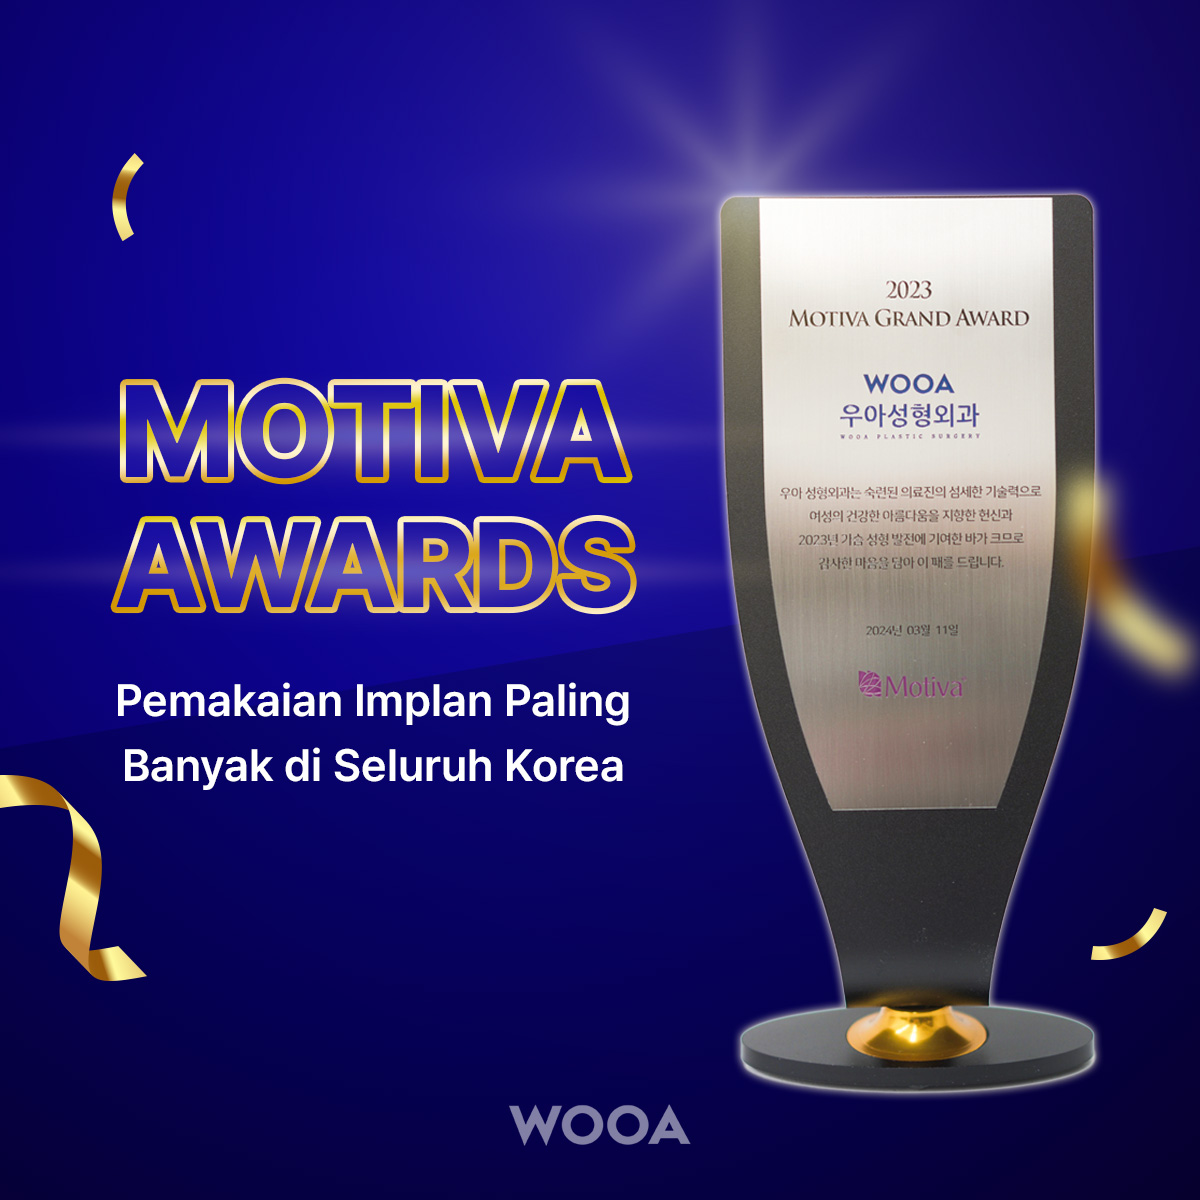 MOTIVA
AWARDS
Pemakaian Implan Paling
Banyak di Seluruh Korea
2023
MOTIVA GRAND AWARD
WOOA
우아성형외과
WOOA PLASTIC SURGERY
우아 성형외과는 숙련된 의료진의 섬세한 기술력으로
여성의 건강한 아름다움을 지향한 헌신과
2023년 가슴 성형 발전에 기여한 바가 크므로
감사한 마음을 담아 이 패를 드립니다.
2024년 03월 11일
Motiva
WOOA